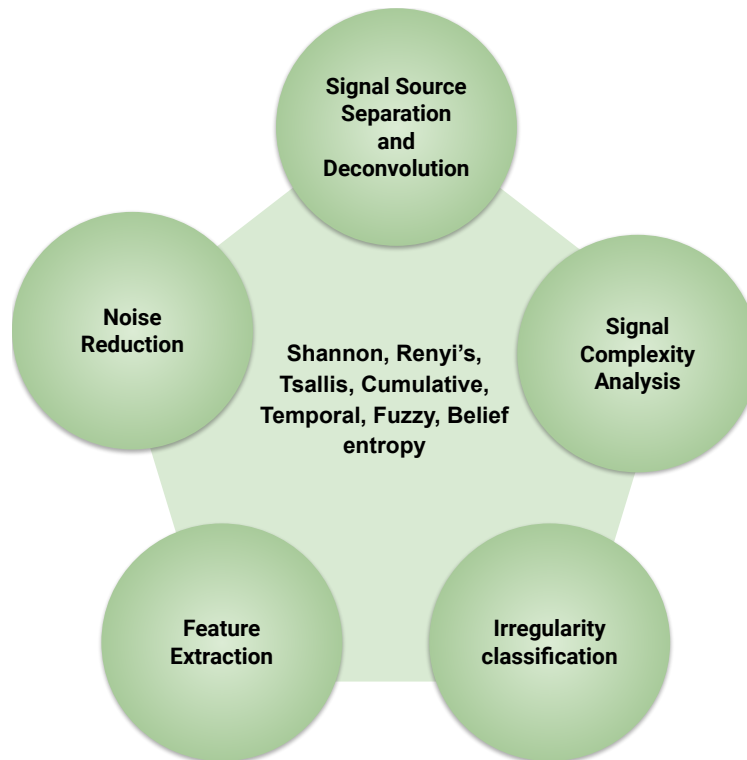 Signal Source
Separation
and
Deconvolution
Noise
Reduction
Signal
Complexity
Analysis
Shannon, Renyi's,
Tsallis, Cumulative,
Temporal, Fuzzy, Belief
entropy
Feature
Extraction
Irregularity
classification